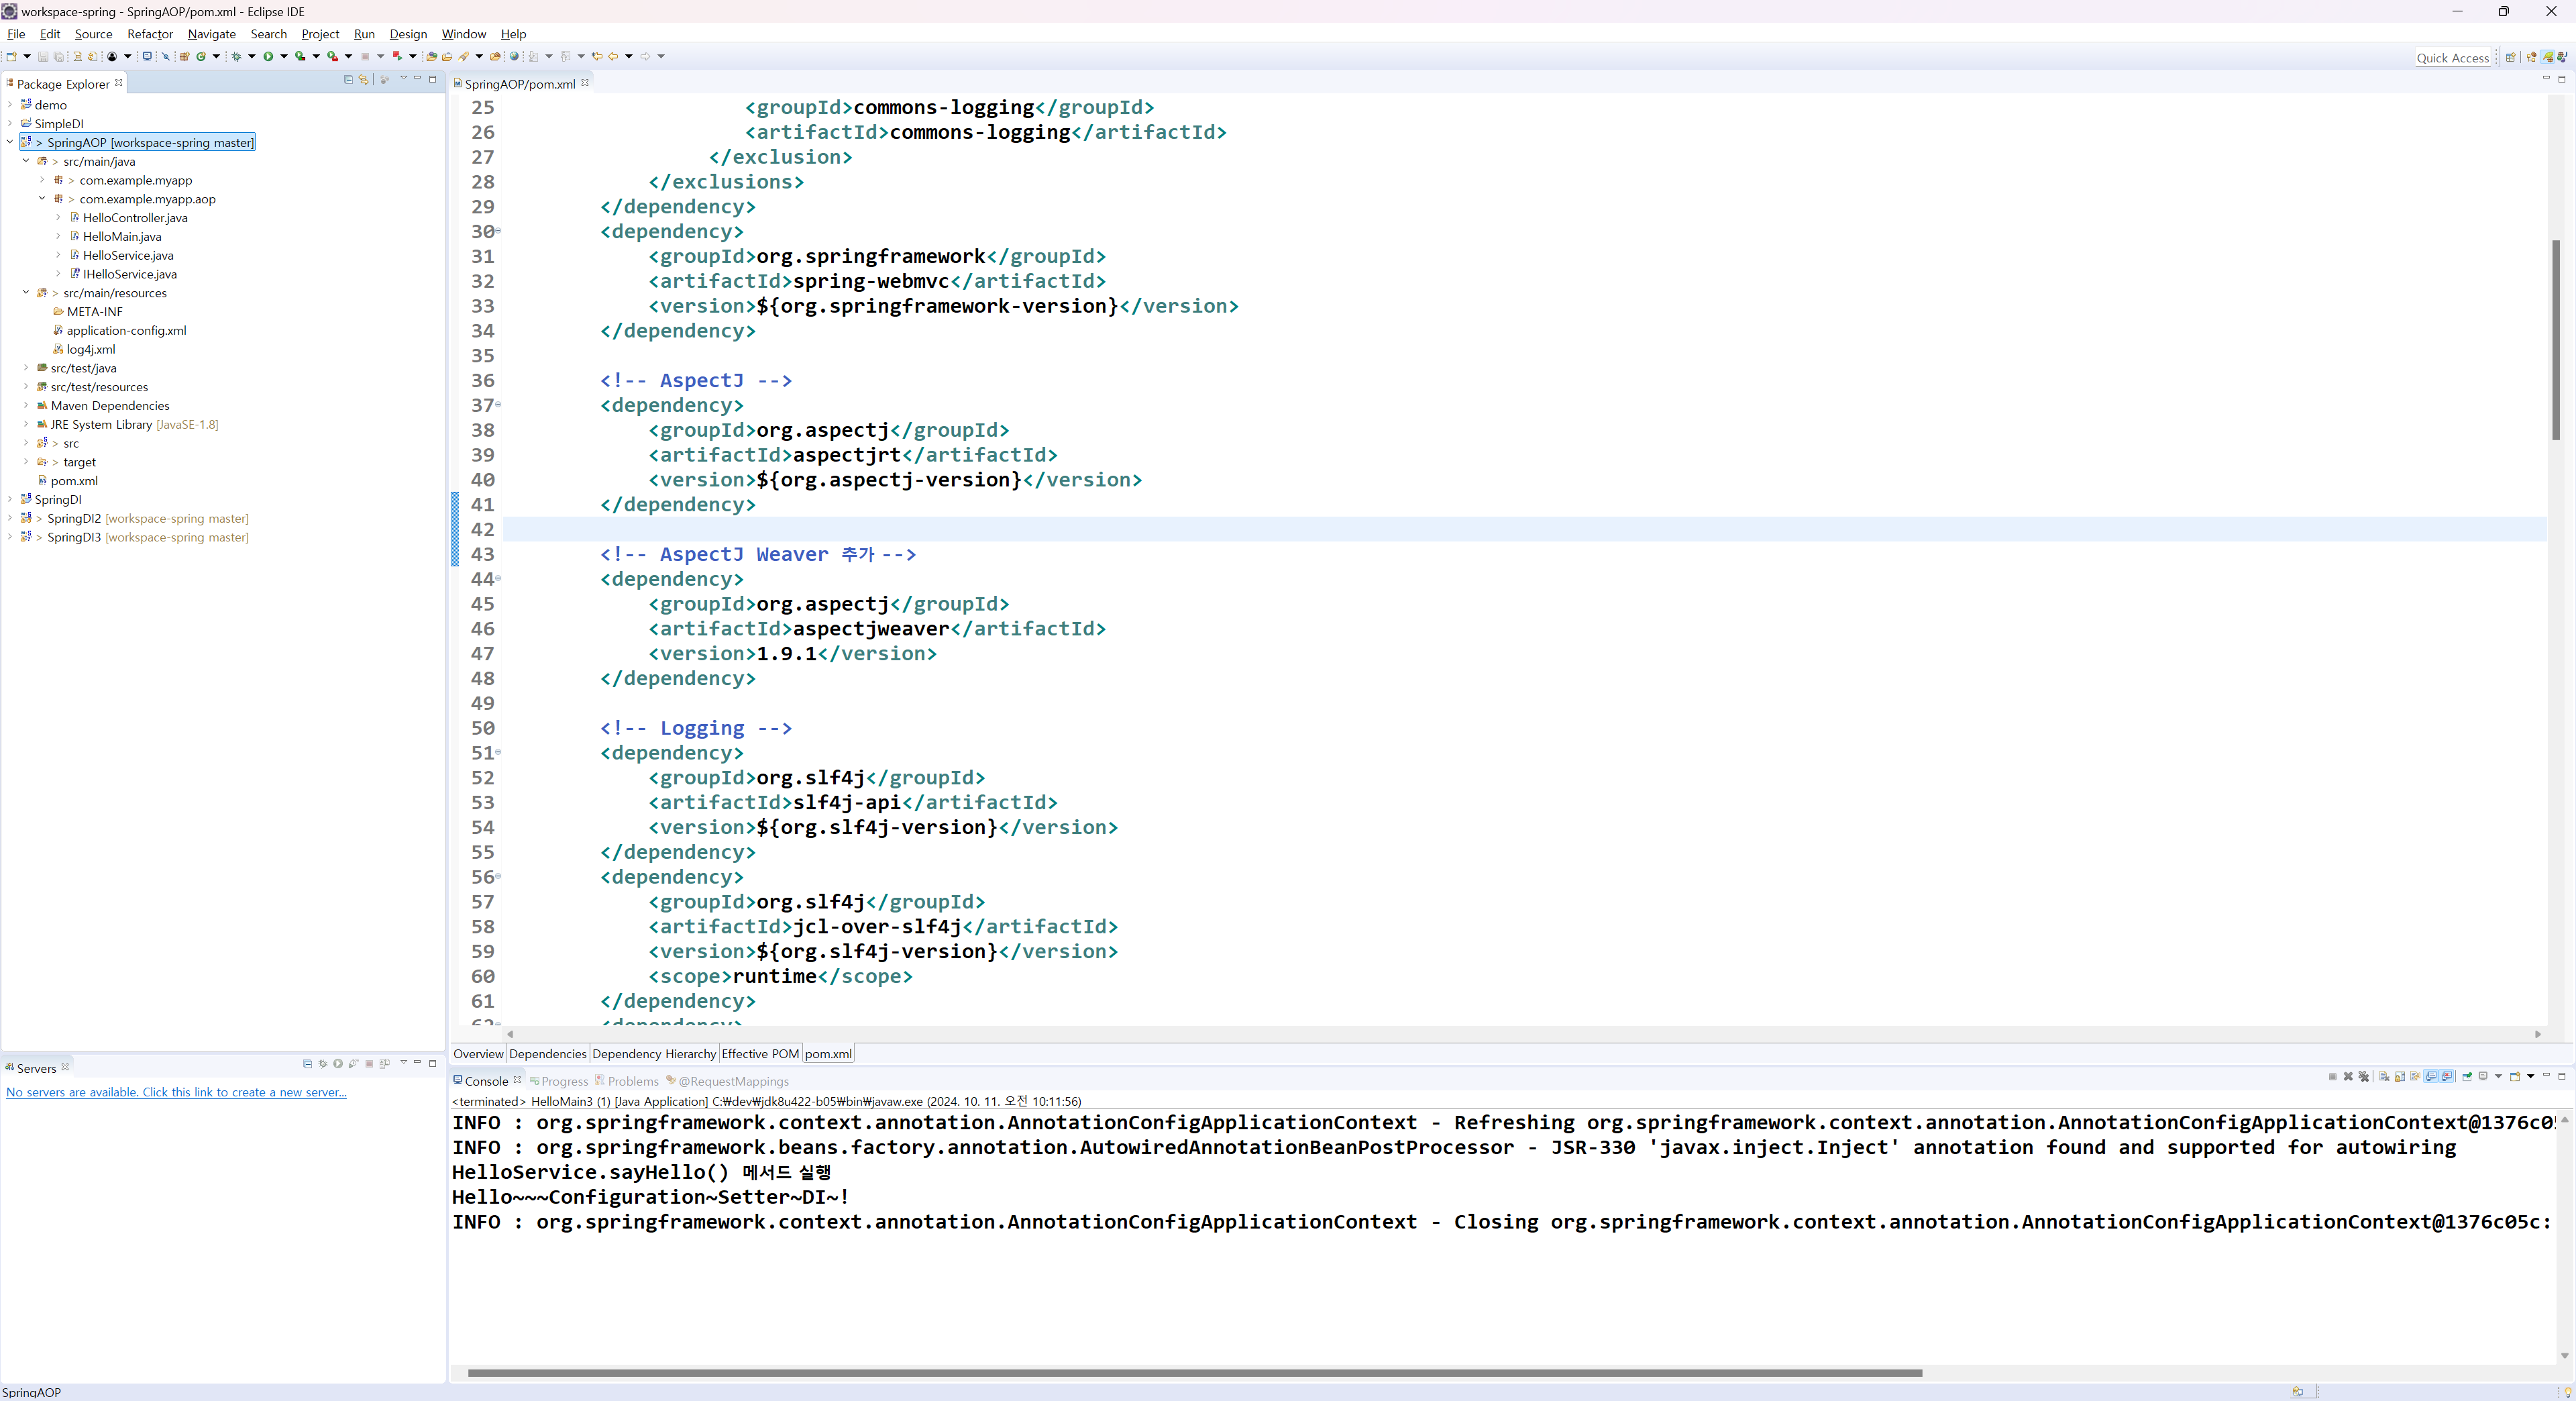 workspace-spring - SpringAOP/pom.xml - Eclipse IDE
File Edit Source Refactor Navigate Search Project Run Design Window Help
Quick Access
Package Explorer
demo
SimpleDI
> SpringAOP [workspace-spring master]
> src/main/java
> com.example.myapp
> com.example.myapp.aop
HelloController.java
HelloMain.java
HelloService.java
IHelloService.java
> src/main/resources
META-INF
application-config.xml
log4j.xml
src/test/java
src/test/resources
Maven Dependencies
JRE System Library [JavaSE-1.8]
> src
> target
pom.xml
SpringDI
> SpringDI2 [workspace-spring master]
> SpringDI3 [workspace-spring master]
Servers
No servers are available. Click this link to create a new server...
SpringAOP/pom.xml
25 <groupId>commons-logging</groupId>
26 <artifactId>commons-logging</artifactId>
27 </exclusion>
28 </exclusions>
29 </dependency>
30 <dependency>
31 <groupId>org.springframework</groupId>
32 <artifactId>spring-webmvc</artifactId>
33 <version>${org.springframework-version}</version>
34 </dependency>
35
36 <!-- AspectJ -->
37 <dependency>
38 <groupId>org.aspectj</groupId>
39 <artifactId>aspectjrt</artifactId>
40 <version>${org.aspectj-version}</version>
41 </dependency>
42
43 <!-- AspectJ Weaver 추가 -->
44 <dependency>
45 <groupId>org.aspectj</groupId>
46 <artifactId>aspectjweaver</artifactId>
47 <version>1.9.1</version>
48 </dependency>
49
50 <!-- Logging -->
51 <dependency>
52 <groupId>org.slf4j</groupId>
53 <artifactId>slf4j-api</artifactId>
54 <version>${org.slf4j-version}</version>
55 </dependency>
56 <dependency>
57 <groupId>org.slf4j</groupId>
58 <artifactId>jcl-over-slf4j</artifactId>
59 <version>${org.slf4j-version}</version>
60 <scope>runtime</scope>
61 </dependency>
62 <dependency>
Overview Dependencies Dependency Hierarchy Effective POM pom.xml
Console Progress Problems @RequestMappings
<terminated> HelloMain3 (1) [Java Application] C:₩dev₩jdk8u422-b05₩bin₩javaw.exe (2024. 10. 11. 오전 10:11:56)
INFO : org.springframework.context.annotation.AnnotationConfigApplicationContext - Refreshing org.springframework.context.annotation.AnnotationConfigApplicationContext@1376c05
INFO : org.springframework.beans.factory.annotation.AutowiredAnnotationBeanPostProcessor - JSR-330 'javax.inject.Inject' annotation found and supported for autowiring
HelloService.sayHello() 메서드 실행
Hello~~~Configuration~Setter~DI~!
INFO : org.springframework.context.annotation.AnnotationConfigApplicationContext - Closing org.springframework.context.annotation.AnnotationConfigApplicationContext@1376c05c:
SpringAOP